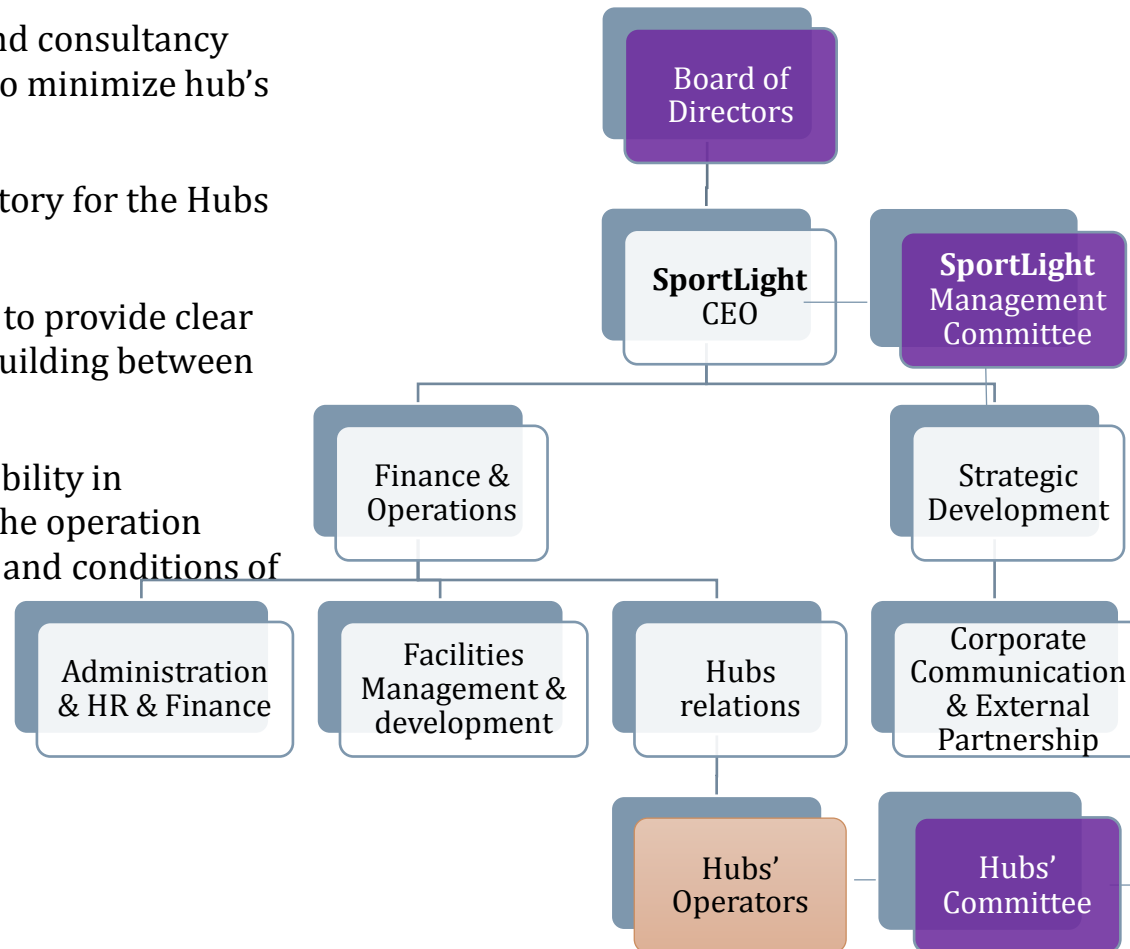 nd consultancy
o minimize hub's
tory for the Hubs
to provide clear
uilding between
bility in
he operation
and conditions of
Board of
Directors
SportLight
CEO
SportLight
Management
Committee
Finance &
Operations
Strategic
Development
Administration
& HR & Finance
Facilities
Management &
development
Hubs
relations
Corporate
Communication
& External
Partnership
Hubs'
Operators
Hubs'
Committee